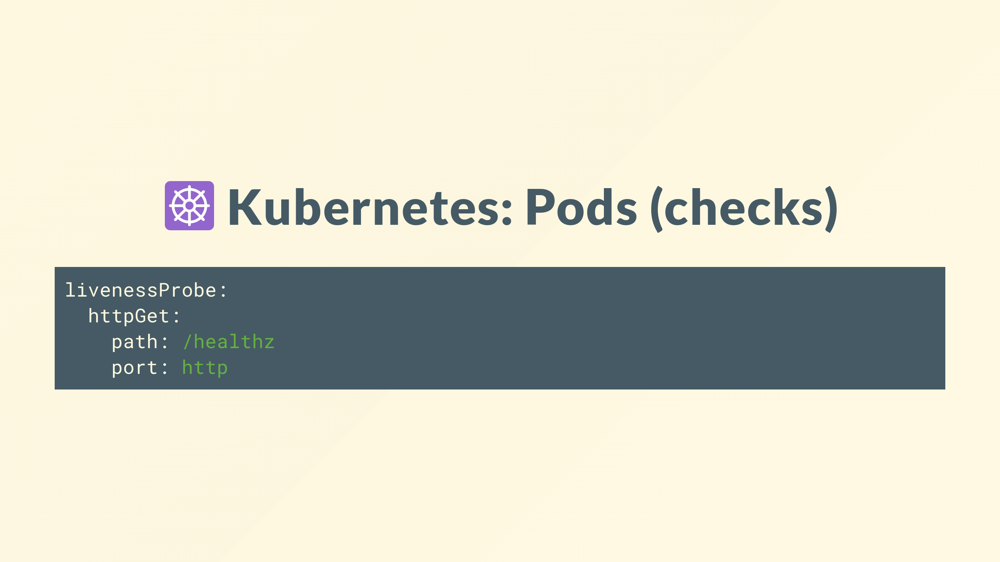 ☸️ Kubernetes: Pods (checks)
livenessProbe:
  httpGet:
    path: /healthz
    port: http